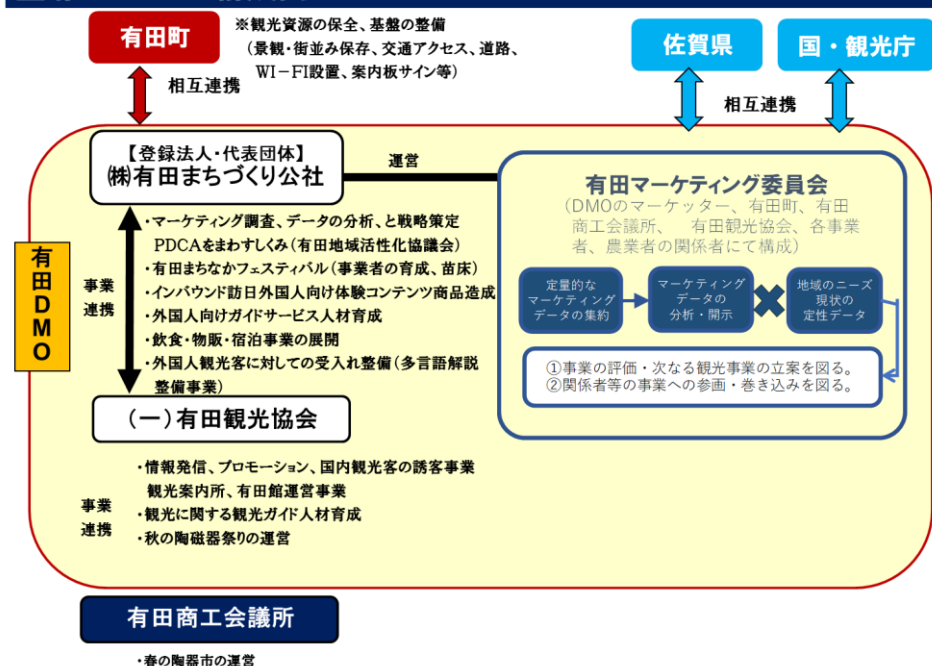 有田町
※観光資源の保全、基盤の整備
(景観・街並み保存、交通アクセス、道路、
WI-FI設置、案内板サイン等)
佐賀県
国・観光庁
相互連携
相互連携
【登録法人・代表団体】
㈱有田まちづくり公社
運営
有田DMO
事業
連携
・マーケティング調査、データの分析、と戦略策定
PDCAをまわすしくみ(有田地域活性化協議会)
・有田まちなかフェスティバル(事業者の育成、苗床)
・インバウンド訪日外国人向け体験コンテンツ商品造成
・外国人向けガイドサービス人材育成
・飲食・物販・宿泊事業の展開
・外国人観光客に対しての受入れ整備(多言語解説
整備事業)
有田マーケティング委員会
(DMOのマーケッター、有田町、有田
商工会議所、 有田観光協会、各事業
者、農業者の関係者にて構成)
定量的な
マーケティング
データの集約
マーケティング
データの
分析・開示
地域のニーズ
現状の
定性データ
①事業の評価・次なる観光事業の立案を図る。
②関係者等の事業への参画・巻き込みを図る。
(一)有田観光協会
事業
連携
・情報発信、プロモーション、国内観光客の誘客事業
観光案内所、有田館運営事業
・観光に関する観光ガイド人材育成
・秋の陶磁器祭りの運営
有田商工会議所
・春の陶器市の運営